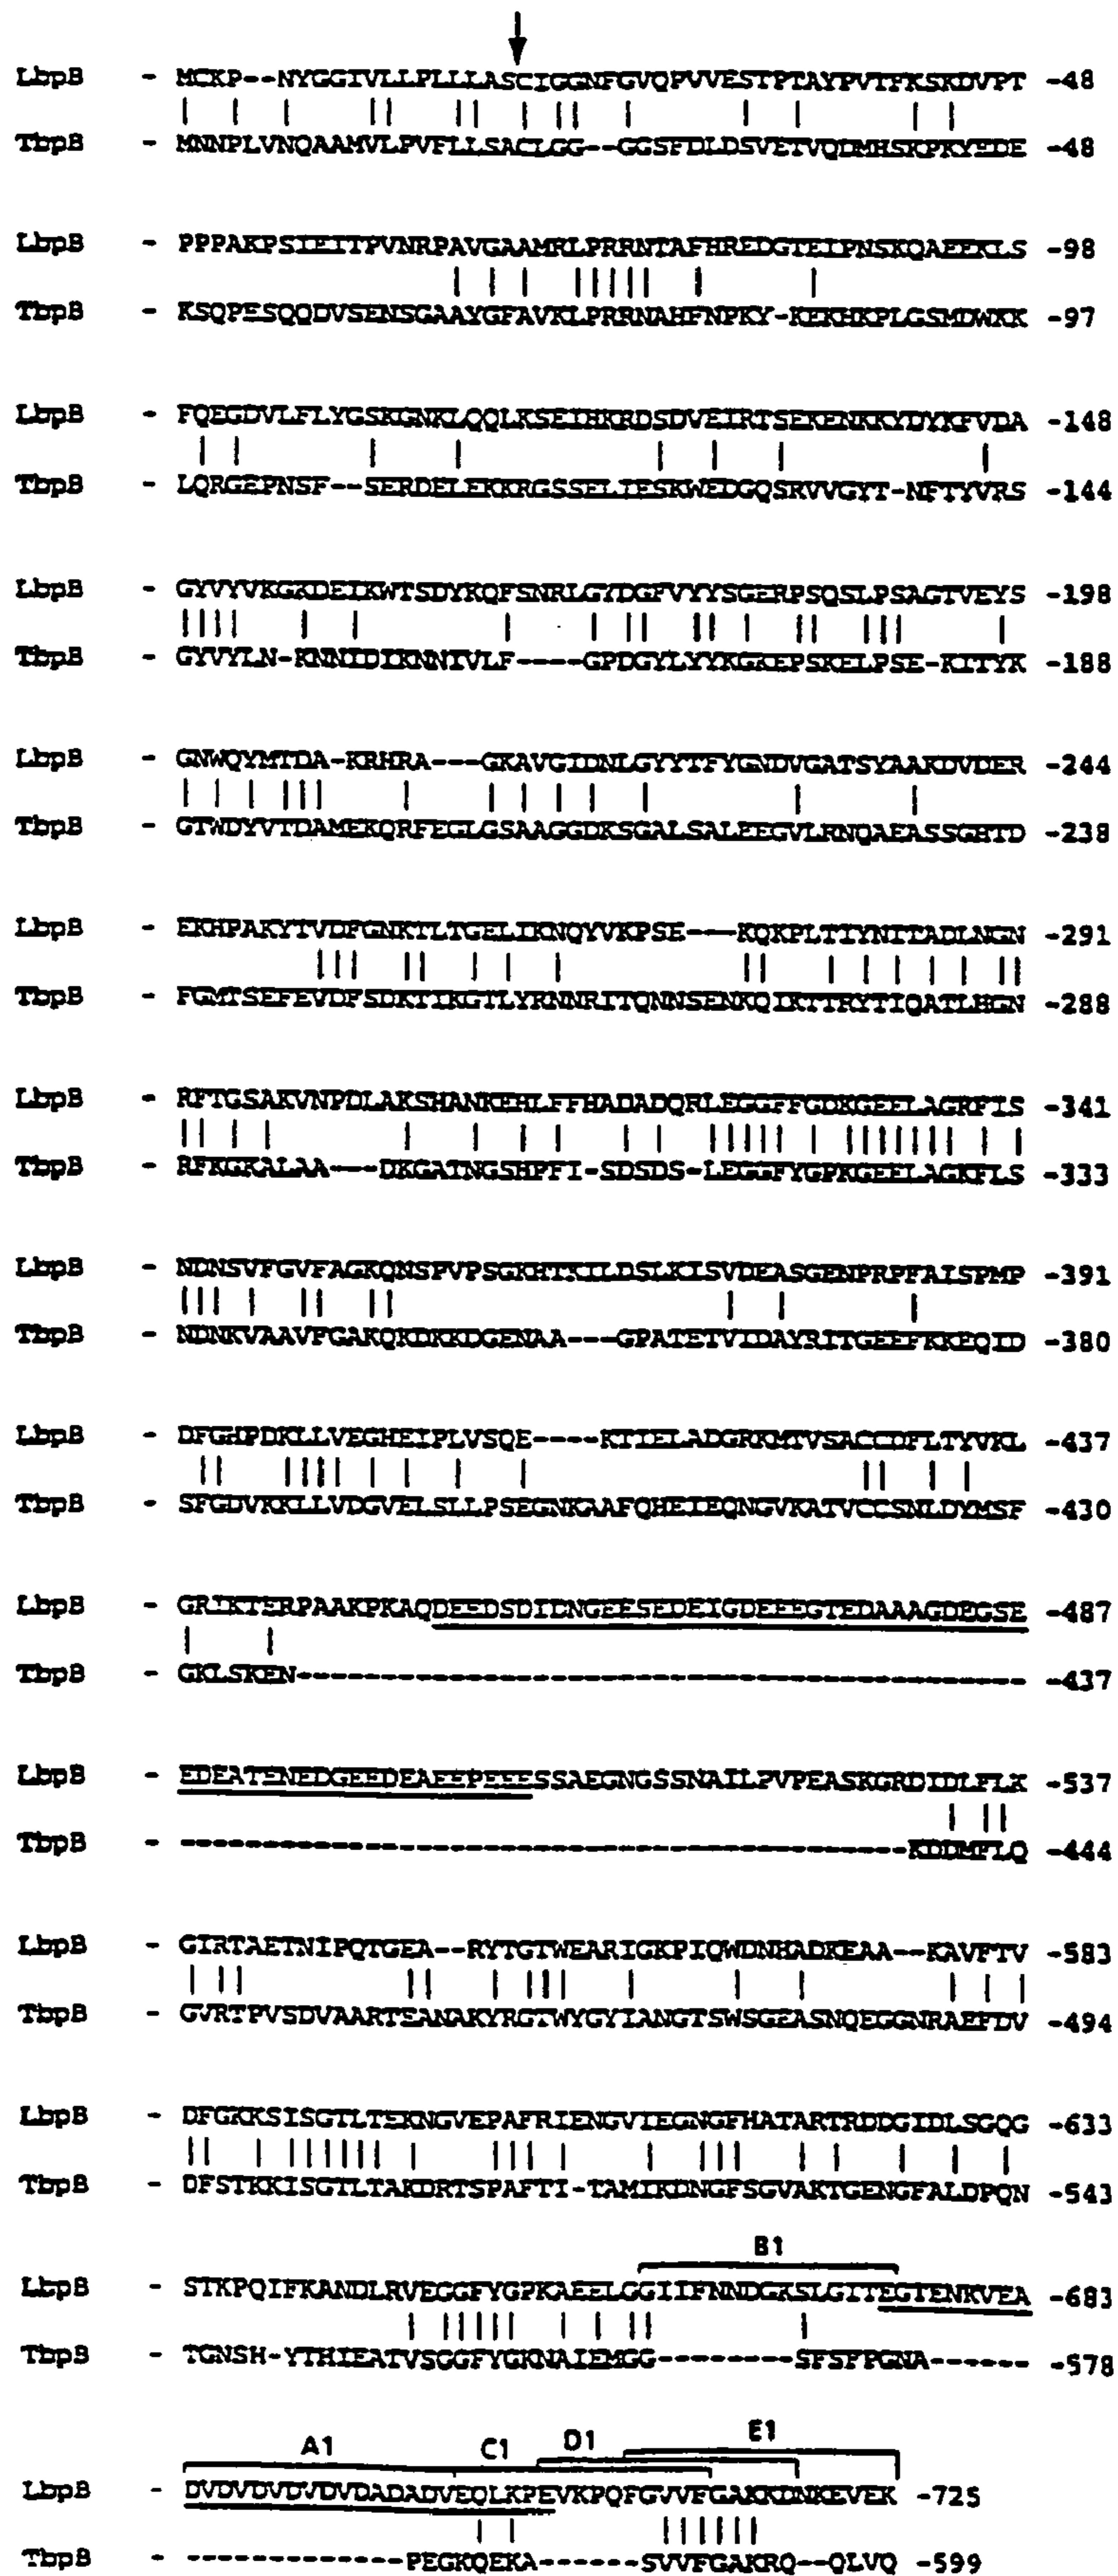 LbpB - MCKP--NYGGIVLLPLLLASCIGGNFGVQPVVESTPTAYPVTFKSKDVPT -48
TbpB - MNNPLVNQAAMVLPVFLLSACLGG--GGSFDLDSVETVQDMHSKPKYEDE -48
LbpB - PPPAKPSIEITPVNRPAVGAAMRLPRRNTAFHREDGTEIPNSKQAEEKLS -98
TbpB - KSQPESQQDVSENSGAAYGFAVKLPRRNAHFNPKY-KEKHKPLGSMDWKK -97
LbpB - FQEGDVLFLYGSKGNKLQQLKSEIHKRDSDVEIRTSEKENKKYDYKFVDA -148
TbpB - LQRGEPNSF--SERDELEKKRGSSELIESKWEDGQSRVVGYT-NFTYVRS -144
LbpB - GYVYVKGKDEIKWTSDYKQFSNRLGYDGFVYYSGERPSQSLPSAGTVEYS -198
TbpB - GYVYLN-KNNIDIKNNIVLF----GPDGYLYYKGKEPSKELPSE-KITYK -188
LbpB - GNWQYMTDA-KRHRA---GKAVGIDNLGYYTFYGNDVGATSYAAKDVDER -244
TbpB - GTWDYVTDAMEKQRFEGLGSAAGGDKSGALSALEEGVLRNQAEASSGHTD -238
LbpB - EKHPAKYTVDFGNKTLTGELIKNQYVKPSE---KQKPLTIYNITADLNGN -291
TbpB - FGMTSEFEVDFSDKTIKGTLYRNNRITQNNSENKQIKTTRYTIQATLHGN -288
LbpB - RFTGSAKVNPDLAKSHANKEHLFFHADADQRLEGGFFGDKGEELAGRFIS -341
TbpB - RFKGKALAA---DKGATNGSHPFI-SDSDS-LEGGFYGPKGEELAGKFLS -333
LbpB - NDNSVFGVFAGKQNSPVPSGKHTKILDSLKISVDEASGENPRPFAISPMP -391
TbpB - NDNKVAAVFGAKQKDKKDGENAA---GPATETVIDAYRITGEEFKKEQID -380
LbpB - DFGHPDKLLVEGHEIPLVSQE----KTIELADGRKMTVSACCDFLTYVKL -437
TbpB - SFGDVKKLLVDGVELSLLPSEGNKAAFQHEIEQNGVKATVCCSNLDYMSF -430
LbpB - GRIKTERPAAKPKAQDEEDSDIDNGEESEDEIGDEEEGTEDAAAGDEGSE -487
TbpB - GKLSKEN------------------------------------------- -437
LbpB - EDEATENEDGEEDEAEEPEEESSAEGNGSSNAILPVPEASKGRDIDLFLK -537
TbpB - -------------------------------------------KDDMFLQ -444
LbpB - GIRTAETNIPQTGEA--RYTGTWEARIGKPIQWDNHADKEAA--KAVFTV -583
TbpB - GVRTPVSDVAARTEANAKYRGTWYGYIANGTSWSGEASNQEGGNRAEFDV -494
LbpB - DFGKKSISGTLTEKNGVEPAFRIENGVIEGNGFHATARTRDDGIDLSGQG -633
TbpB - DFSTKKISGTLTAKDRTSPAFTI-TAMIKDNGFSGVAKTGENGFALDPQN -543
B1
LbpB - STKPQIFKANDLRVEGGFYGPKAEELGGIIFNNDGKSLGITEGTENKVEA -683
TbpB - TGNSH-YTHIEATVSGGFYGKNAIEMGG--------SFSFPGNA------ -578
A1 C1 D1 E1
LbpB - DVDVDVDVDVDADADVEQLKPEVKPQFGVVFGAKKDNKEVEK -725
TbpB - -------------PEGKQEKA------SVVFGAKRQ--QLVQ -599